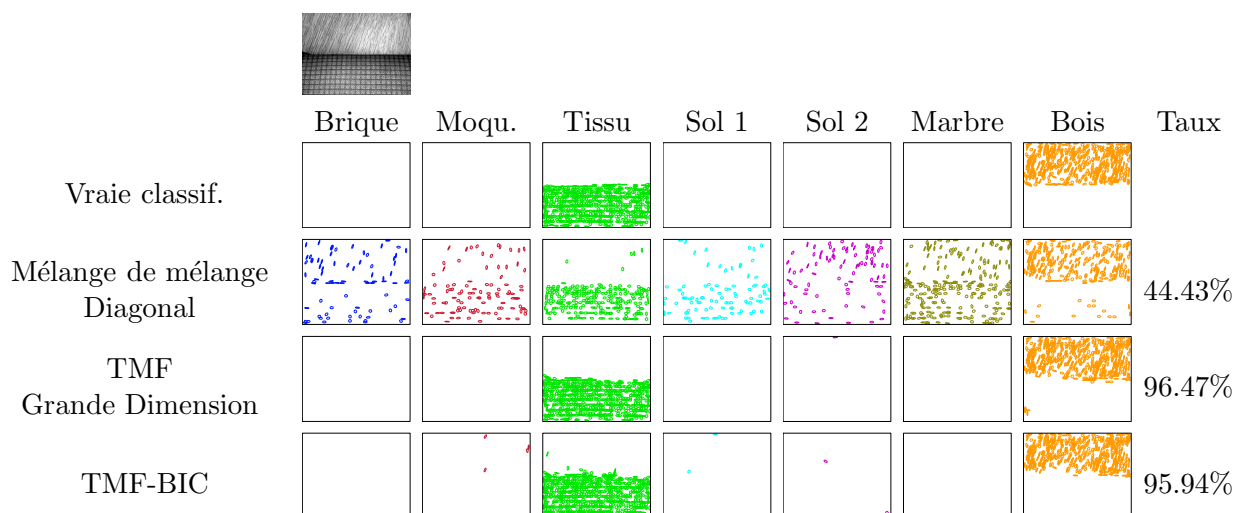 Brique Moqu. Tissu Sol 1 Sol 2 Marbre Bois Taux
Vraie classif.
Mélange de mélange
Diagonal
44.43%
TMF
Grande Dimension
96.47%
TMF-BIC
95.94%